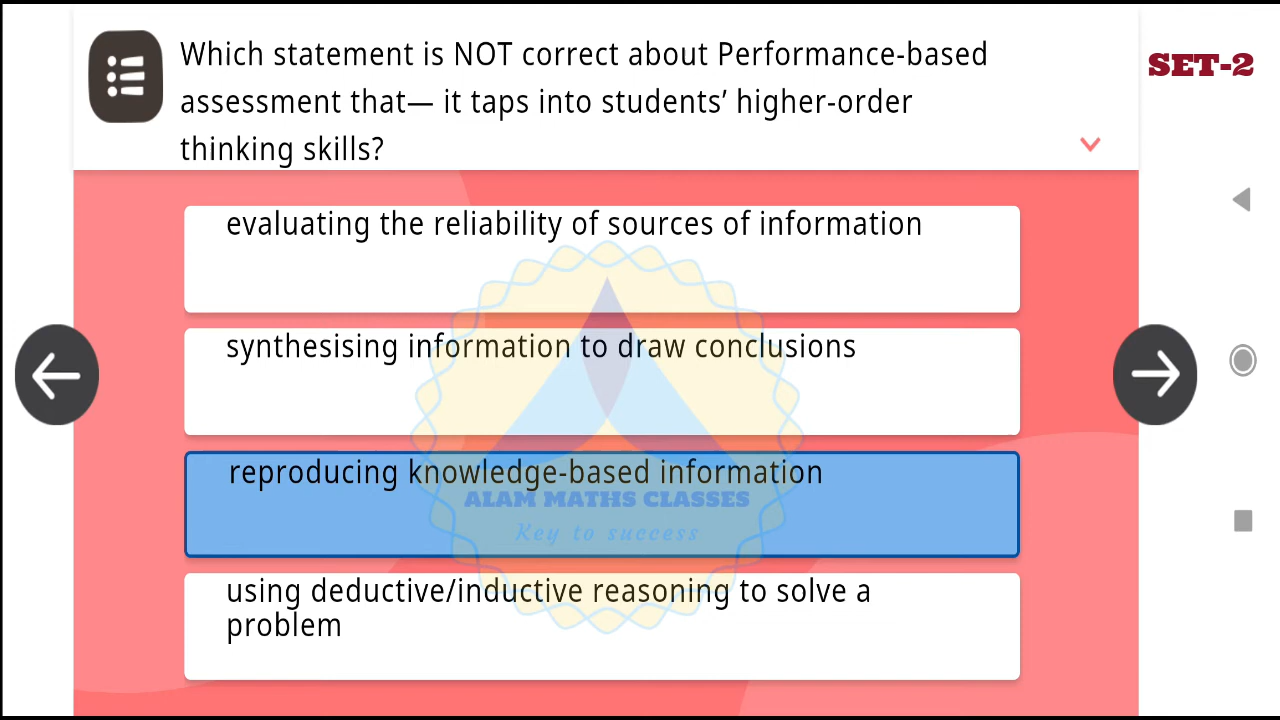 Which statement is NOT correct about Performance-based
assessment that— it taps into students’ higher-order
thinking skills?
SET-2
evaluating the reliability of sources of information
synthesising information to draw conclusions
reproducing knowledge-based information
ALAM MATHS CLASSES
Key to success
using deductive/inductive reasoning to solve a
problem